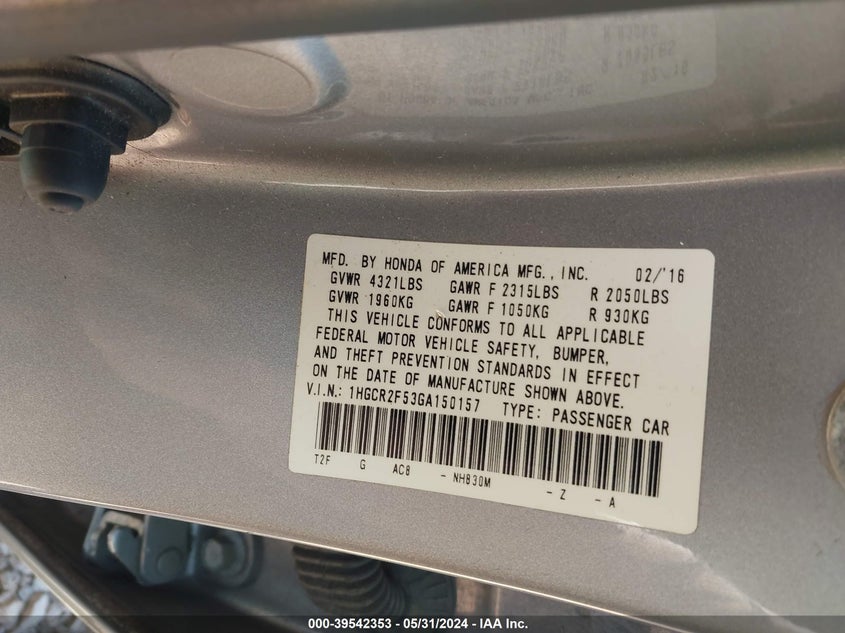 MFD. BY HONDA OF AMERICA MFG., INC. 02/'16
GVWR 4321LBS GAWR F 2315LBS R 2050LBS
GVWR 1960KG GAWR F 1050KG R 930KG
THIS VEHICLE CONFORMS TO ALL APPLICABLE
FEDERAL MOTOR VEHICLE SAFETY, BUMPER,
AND THEFT PREVENTION STANDARDS IN EFFECT
ON THE DATE OF MANUFACTURE SHOWN ABOVE.
V.I.N.: 1HGCR2F53GA150157 TYPE: PASSENGER CAR
T2F G AC8 - NH830M - Z - A
000-39542353 - 05/31/2024 - IAA Inc.